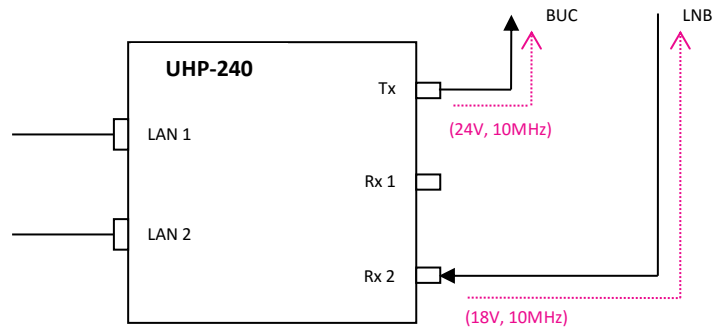 BUC
LNB
UHP-240
Tx
(24V, 10MHz)
LAN 1
Rx 1
LAN 2
Rx 2
(18V, 10MHz)